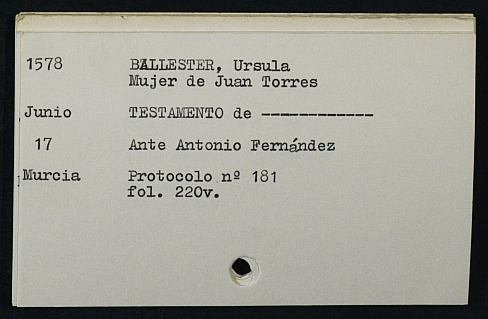 1578 BALLESTER, Ursula
Mujer de Juan Torres
Junio TESTAMENTO de ------------
17 Ante Antonio Fernández
Murcia Protocolo nº 181
fol. 220v.